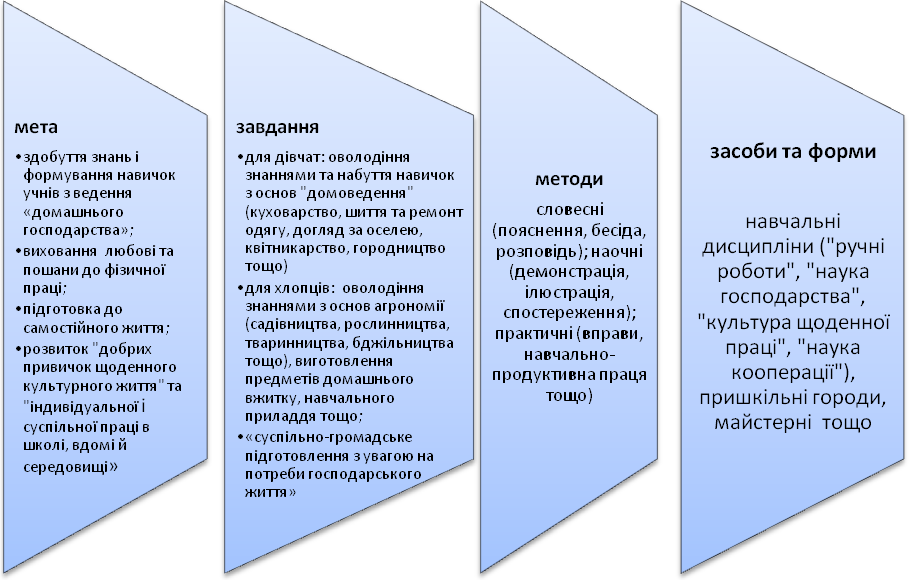 мета
•здобуття знань і
формування навичок
учнів з ведення
«домашнього
господарства»;
•виховання любові та
пошани до фізичної
праці;
•підготовка до
самостійного життя;
•розвиток "добрих
привичок щоденного
культурного життя" та
"індивідуальної і
суспільної праці в
школі, вдомі й
середовищі»
завдання
•для дівчат: оволодіння
знаннями та набуття навичок
з основ "домоведення"
(куховарство, шиття та ремонт
одягу, догляд за оселею,
квітникарство, городництво
тощо)
•для хлопців: оволодіння
знаннями з основ агрономії
(садівництва, рослинництва,
тваринництва, бджільництва
тощо), виготовлення
предметів домашнього
вжитку, навчального
приладдя тощо;
•«суспільно-громадське
підготовлення з увагою на
потреби господарського
життя»
методи
словесні
(пояснення, бесіда,
розповідь); наочні
(демонстрація,
ілюстрація,
спостереження);
практичні (вправи,
навчально-
продуктивна праця
тощо)
засоби та форми
навчальні
дисципліни ("ручні
роботи", "наука
господарства",
"культура щоденної
праці", "наука
кооперації"),
пришкільні городи,
майстерні тощо